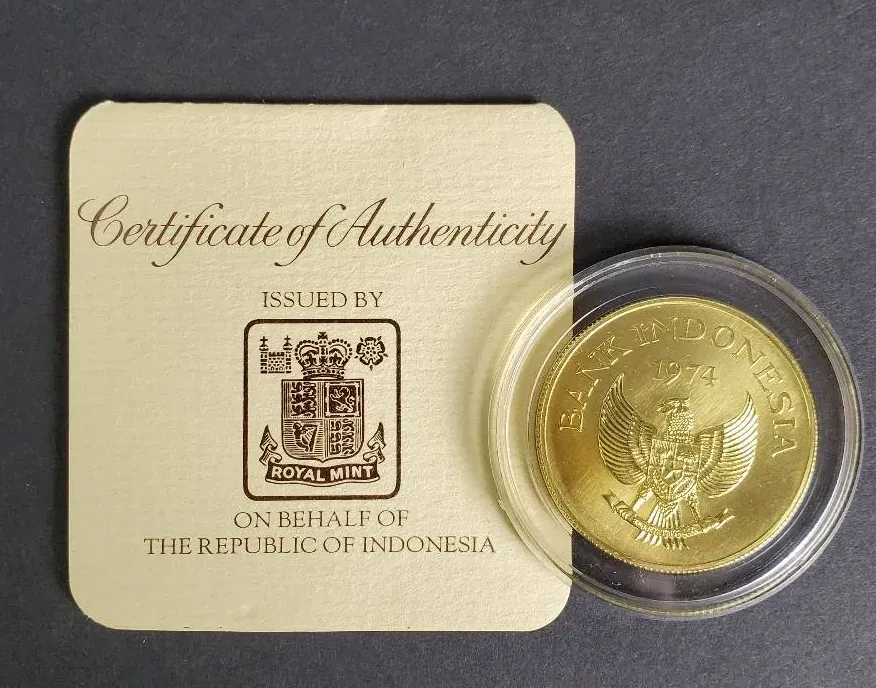 Certificate of Authenticity
ISSUED BY
ROYAL MINT
ON BEHALF OF
THE REPUBLIC OF INDONESIA
BANK INDONESIA
1974